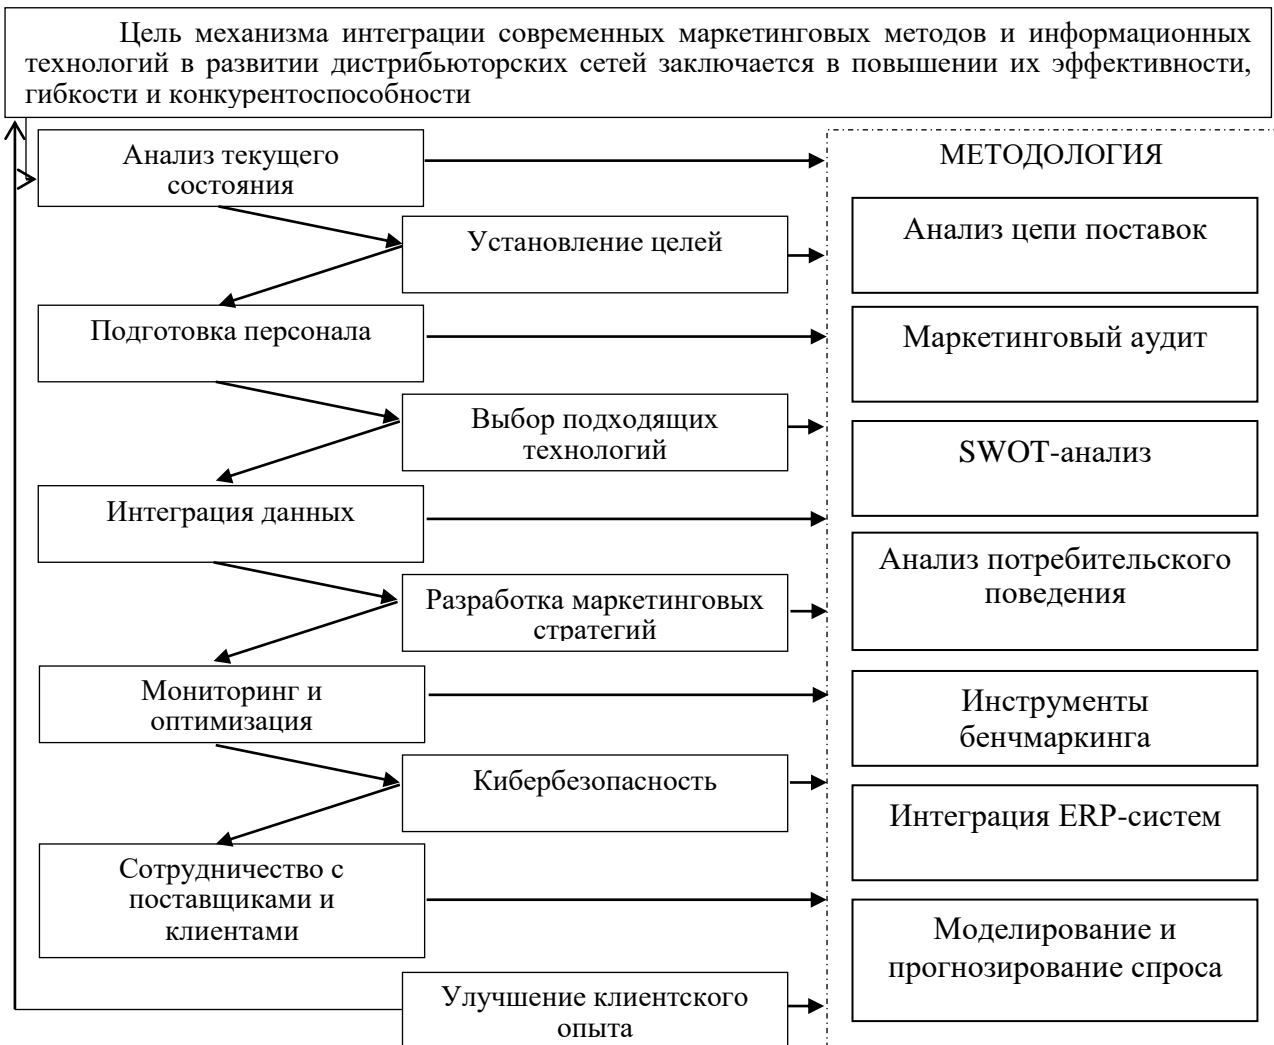 Цель механизма интеграции современных маркетинговых методов и информационных
технологий в развитии дистрибьюторских сетей заключается в повышении их эффективности,
гибкости и конкурентоспособности
Анализ текущего
состояния
Установление целей
Подготовка персонала
Выбор подходящих
технологий
Интеграция данных
Разработка маркетинговых
стратегий
Мониторинг и
оптимизация
Кибербезопасность
Сотрудничество с
поставщиками и
клиентами
Улучшение клиентского
опыта
МЕТОДОЛОГИЯ
Анализ цепи поставок
Маркетинговый аудит
SWOT-анализ
Анализ потребительского
поведения
Инструменты
бенчмаркинга
Интеграция ERP-систем
Моделирование и
прогнозирование спроса